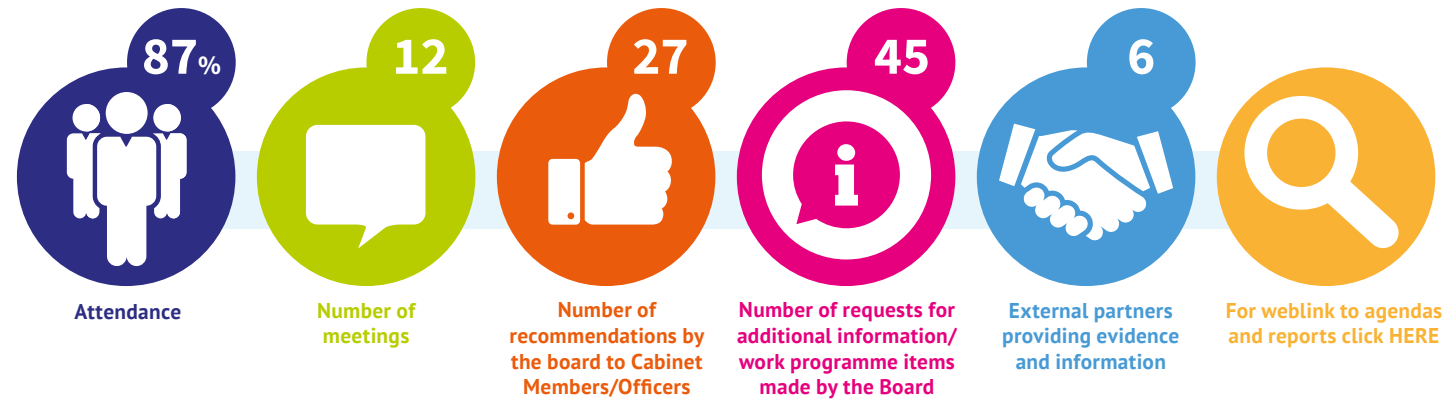 87%
Attendance
12
Number of
meetings
27
Number of
recommendations by
the board to Cabinet
Members/Officers
45
i
Number of requests for
additional information/
work programme items
made by the Board
6
External partners
providing evidence
and information
For weblink to agendas
and reports click HERE